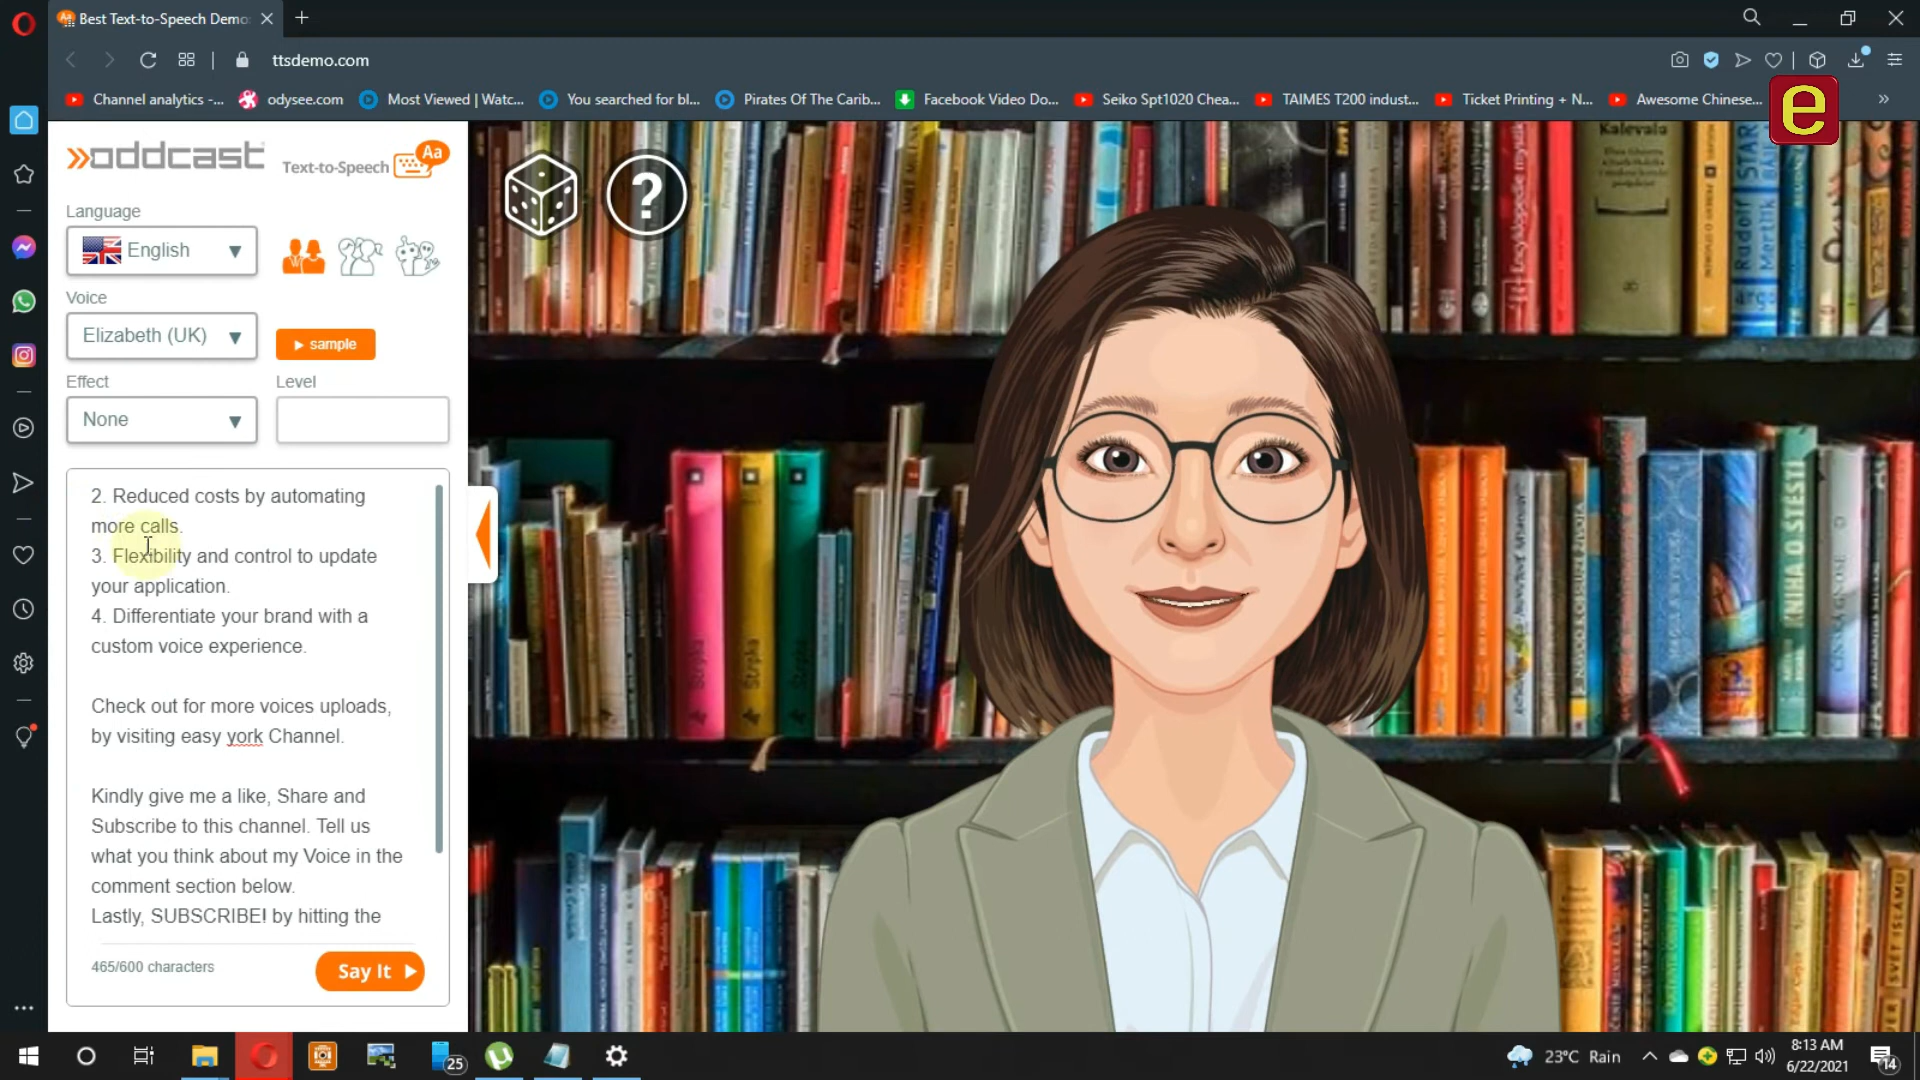 Best Text-to-Speech Demo:
ttsdemo.com
Channel analytics -...
odysee.com
Most Viewed | Watc...
You searched for bl...
Pirates Of The Carib...
Facebook Video Do...
Seiko Spt1020 Chea...
TAIMES T200 indust...
Ticket Printing + N...
Awesome Chinese...
e
oddcast
Text-to-Speech
Aa
Language
English
Voice
Elizabeth (UK)
sample
Effect
Level
None
2. Reduced costs by automating
more calls.
3. Flexibility and control to update
your application.
4. Differentiate your brand with a
custom voice experience.
Check out for more voices uploads,
by visiting easy york Channel.
Kindly give me a like, Share and
Subscribe to this channel. Tell us
what you think about my Voice in the
comment section below.
Lastly, SUBSCRIBE! by hitting the
465/600 characters
Say It
?
Kalevala
KNIHA O ŠTĚSTÍ
25
23°C Rain
8:13 AM
6/22/2021
14